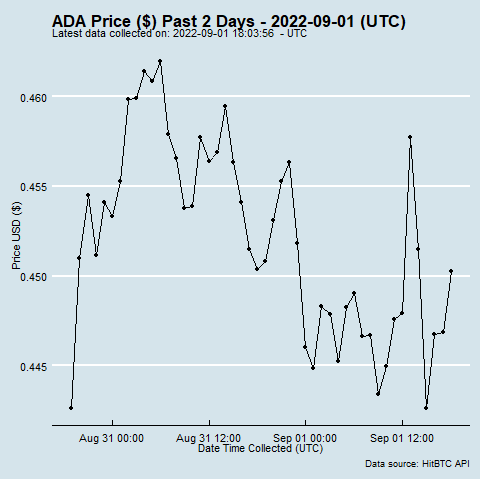 ADA Price ($) Past 2 Days - 2022-09-01 (UTC)
Latest data collected on: 2022-09-01 18:03:56 - UTC
0.460
0.455
0.450
0.445
Price USD ($)
Aug 31 00:00 Aug 31 12:00 Sep 01 00:00 Sep 01 12:00
Date Time Collected (UTC)
Data source: HitBTC API